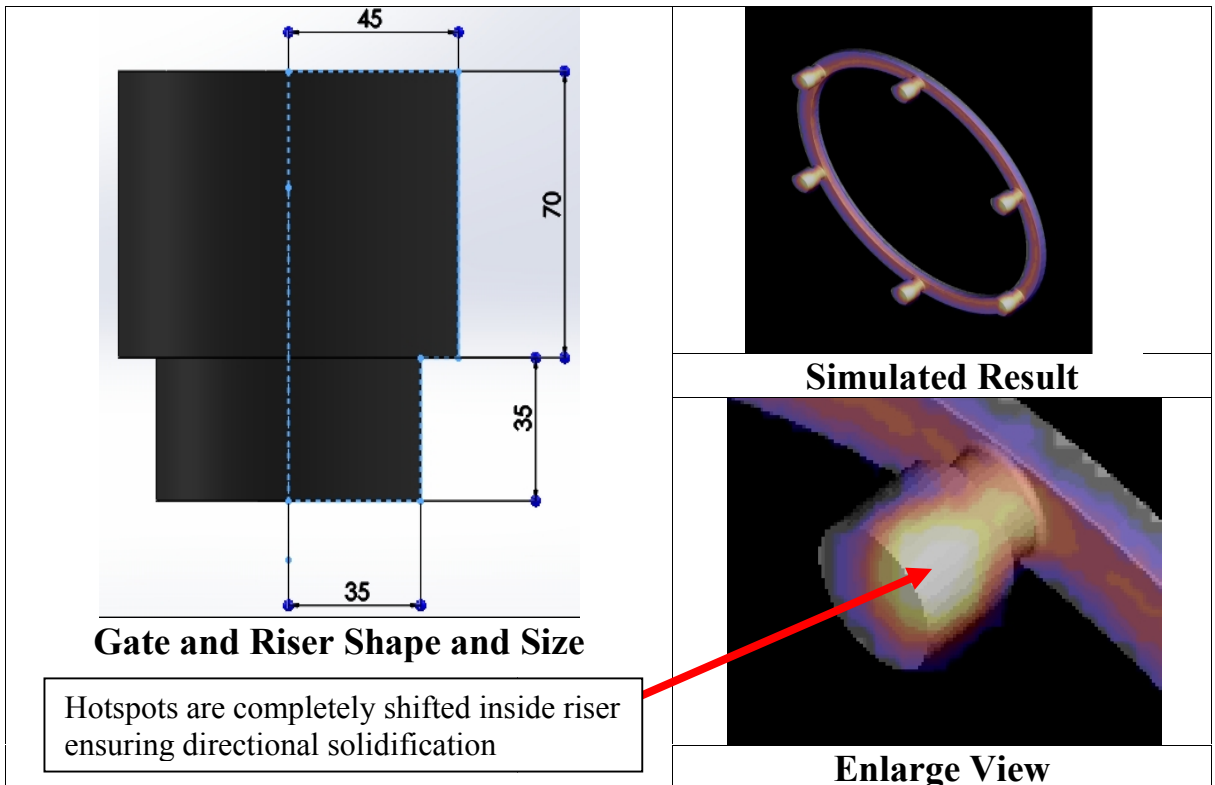 45
70
35
35
Gate and Riser Shape and Size
Hotspots are completely shifted inside riser
ensuring directional solidification
Simulated Result
Enlarge View